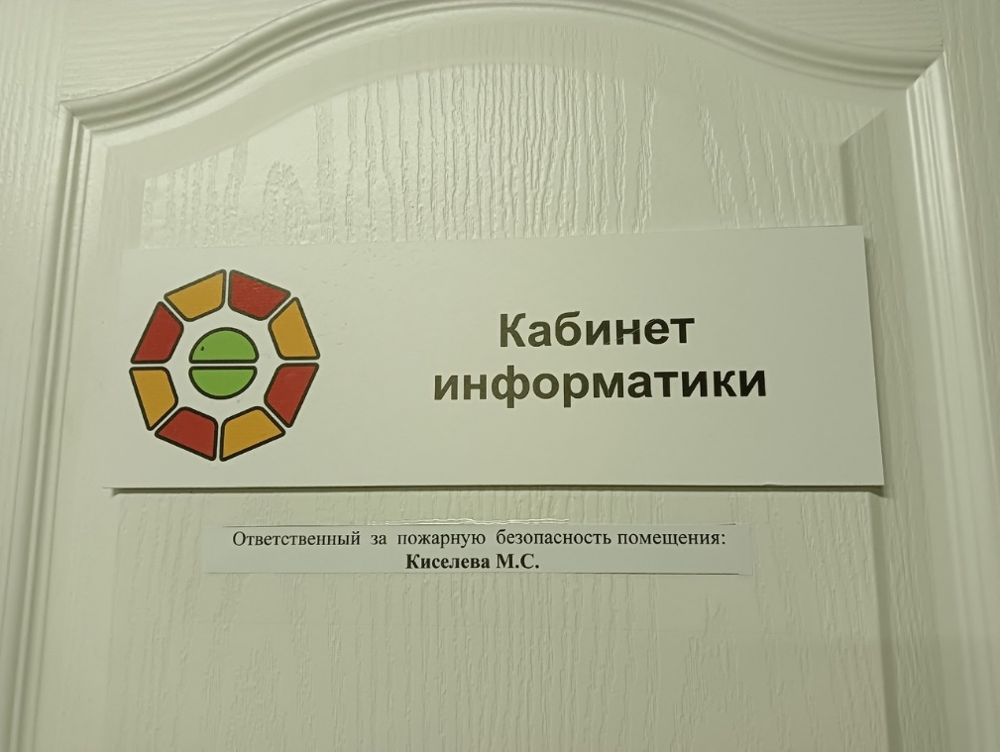 Кабинет
информатики
Ответственный за пожарную безопасность помещения:
Киселева М.С.